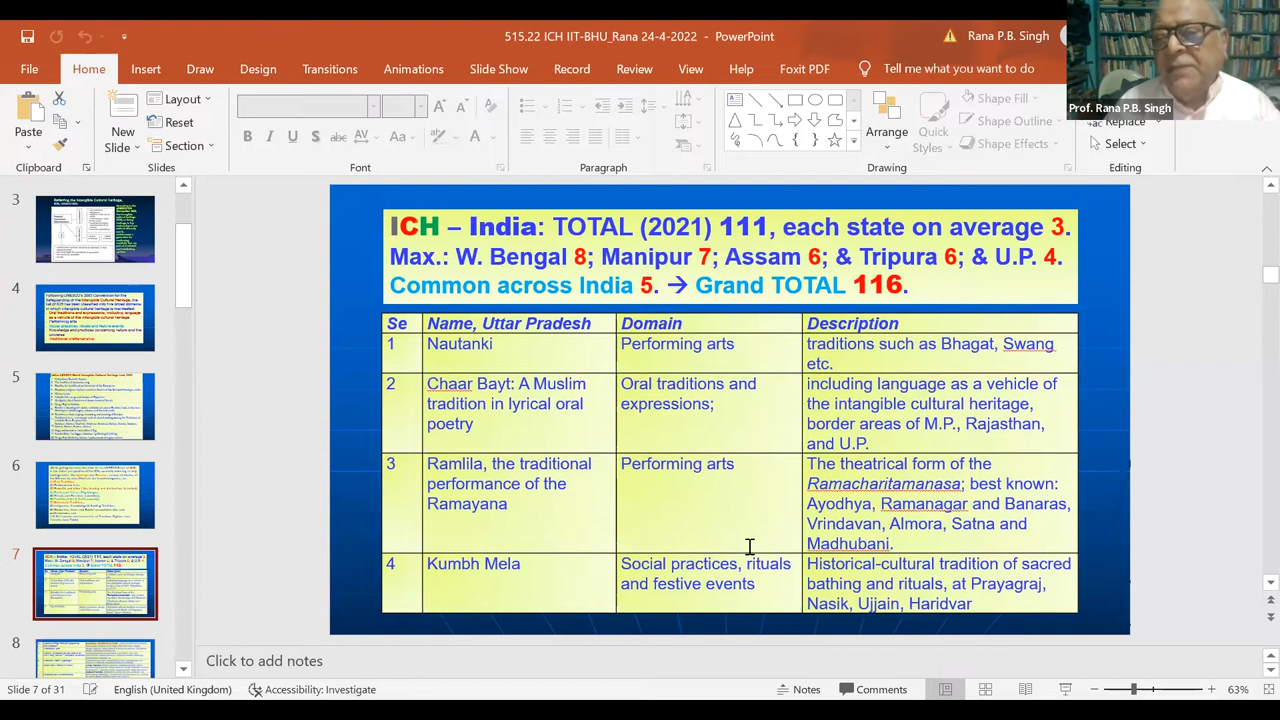 515.22 ICH IIT-BHU_Rana 24-4-2022 - PowerPoint
Rana P.B. Singh
File Home Insert Draw Design Transitions Animations Slide Show Record Review View Help Foxit PDF Tell me what you want to do
Prof. Rana P.B. Singh
Paste
New
Slide
Layout
Reset
Section
Arrange
Quick
Styles
Shape Fill
Shape Outline
Shape Effects
Replace
Select
Clipboard Slides Font Paragraph Drawing Editing
3
4
5
6
7
8
ICH – India: TOTAL (2021) 111, each state on average 3.
Max.: W. Bengal 8; Manipur 7; Assam 6; & Tripura 6; & U.P. 4.
Common across India 5. → Grand TOTAL 116.
Se Name, Uttar Pradesh Domain Description
1 Nautanki Performing arts traditions such as Bhagat, Swang
etc.
2 Chaar Bayt: A Muslim Oral traditions and including language as a vehicle of
tradition in lyrical oral expressions; the intangible cultural heritage,
poetry border areas of M.P., Rajasthan,
and U.P.
3 Ramlila, the traditional Performing arts The theatrical form of the
performance of the Ramacharitamanasa; best known:
Ramayana Ayodhya, Ramanagar and Banaras,
Vrindavan, Almora, Satna and
Madhubani.
4 Kumbh Mela Social practices, rituals Historical-cultural tradition of sacred
and festive events bathing and rituals, at Prayagraj,
Nasik, Ujjain, Haridvar
Click to add notes
Slide 7 of 31 English (United Kingdom) Accessibility: Investigate Notes Comments 63%